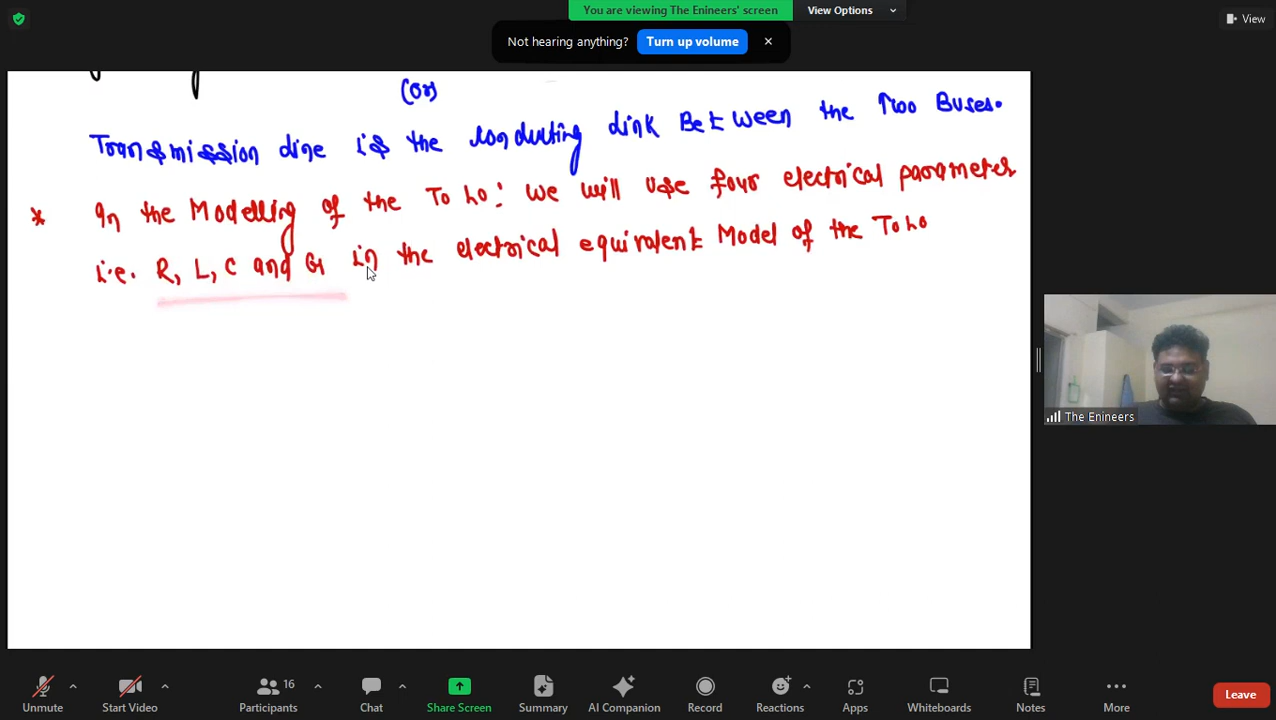 You are viewing The Enineers' screen
View Options
Not hearing anything?
Turn up volume
View
(or)
Transmission line is the conducting link Between the Two Buses.
* In the Modelling of the T.L.: We will use four electrical parameter
i.e. R, L, C and G in the electrical equivalent Model of the T.L.
The Enineers
Unmute
Start Video
16
Participants
Chat
Share Screen
Summary
AI Companion
Record
Reactions
Apps
Whiteboards
Notes
More
Leave